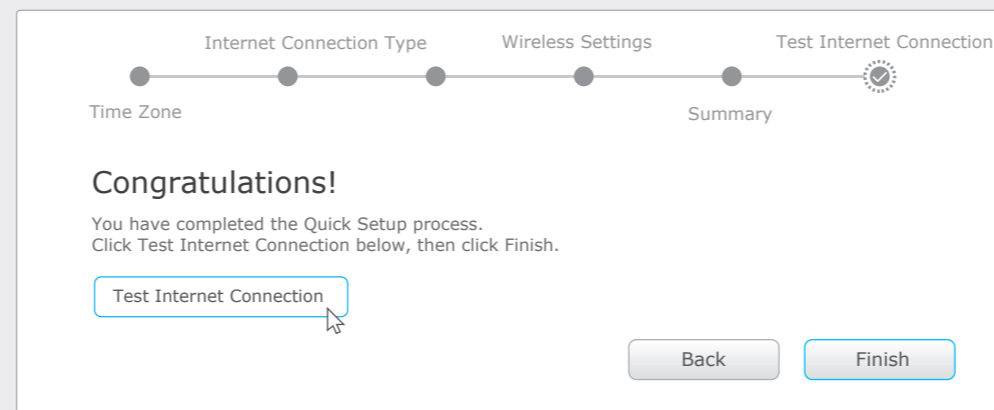 Internet Connection Type
Wireless Settings
Test Internet Connection
Time Zone
Summary
Congratulations!
You have completed the Quick Setup process.
Click Test Internet Connection below, then click Finish.
Test Internet Connection
Back
Finish